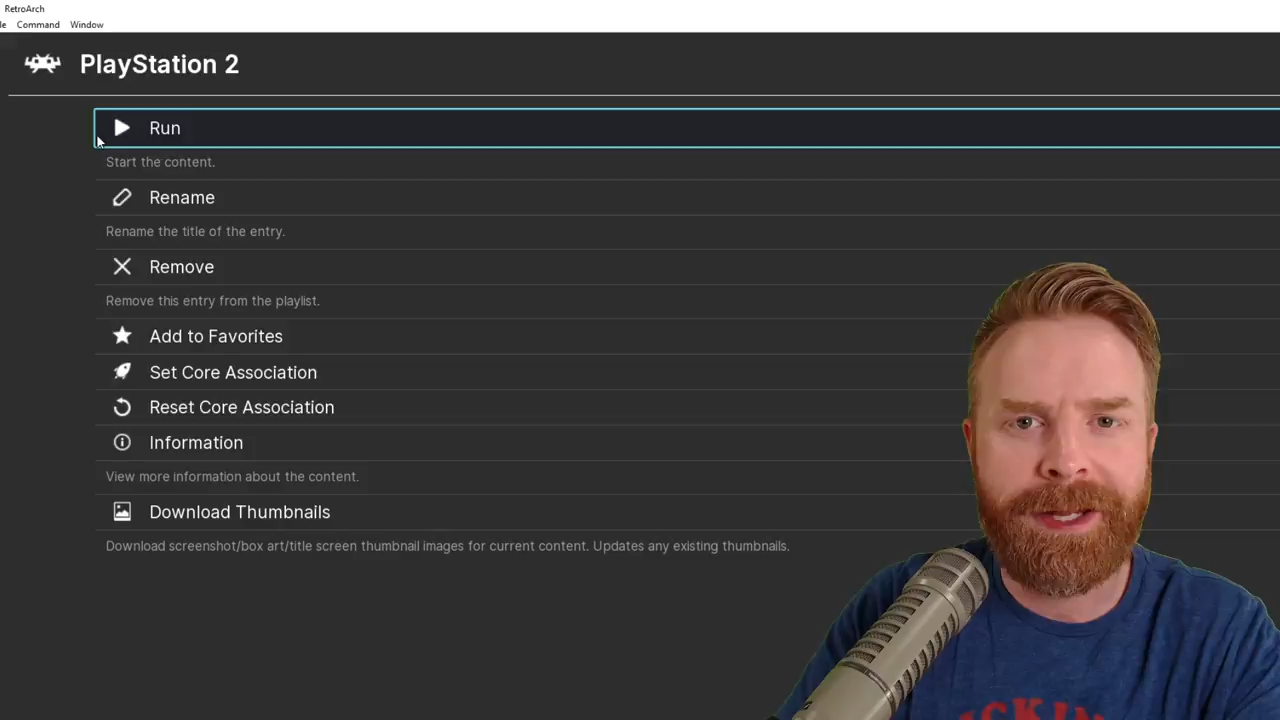 RetroArch
le Command Window
PlayStation 2
Run
Start the content.
Rename
Rename the title of the entry.
Remove
Remove this entry from the playlist.
Add to Favorites
Set Core Association
Reset Core Association
Information
View more information about the content.
Download Thumbnails
Download screenshot/box art/title screen thumbnail images for current content. Updates any existing thumbnails.